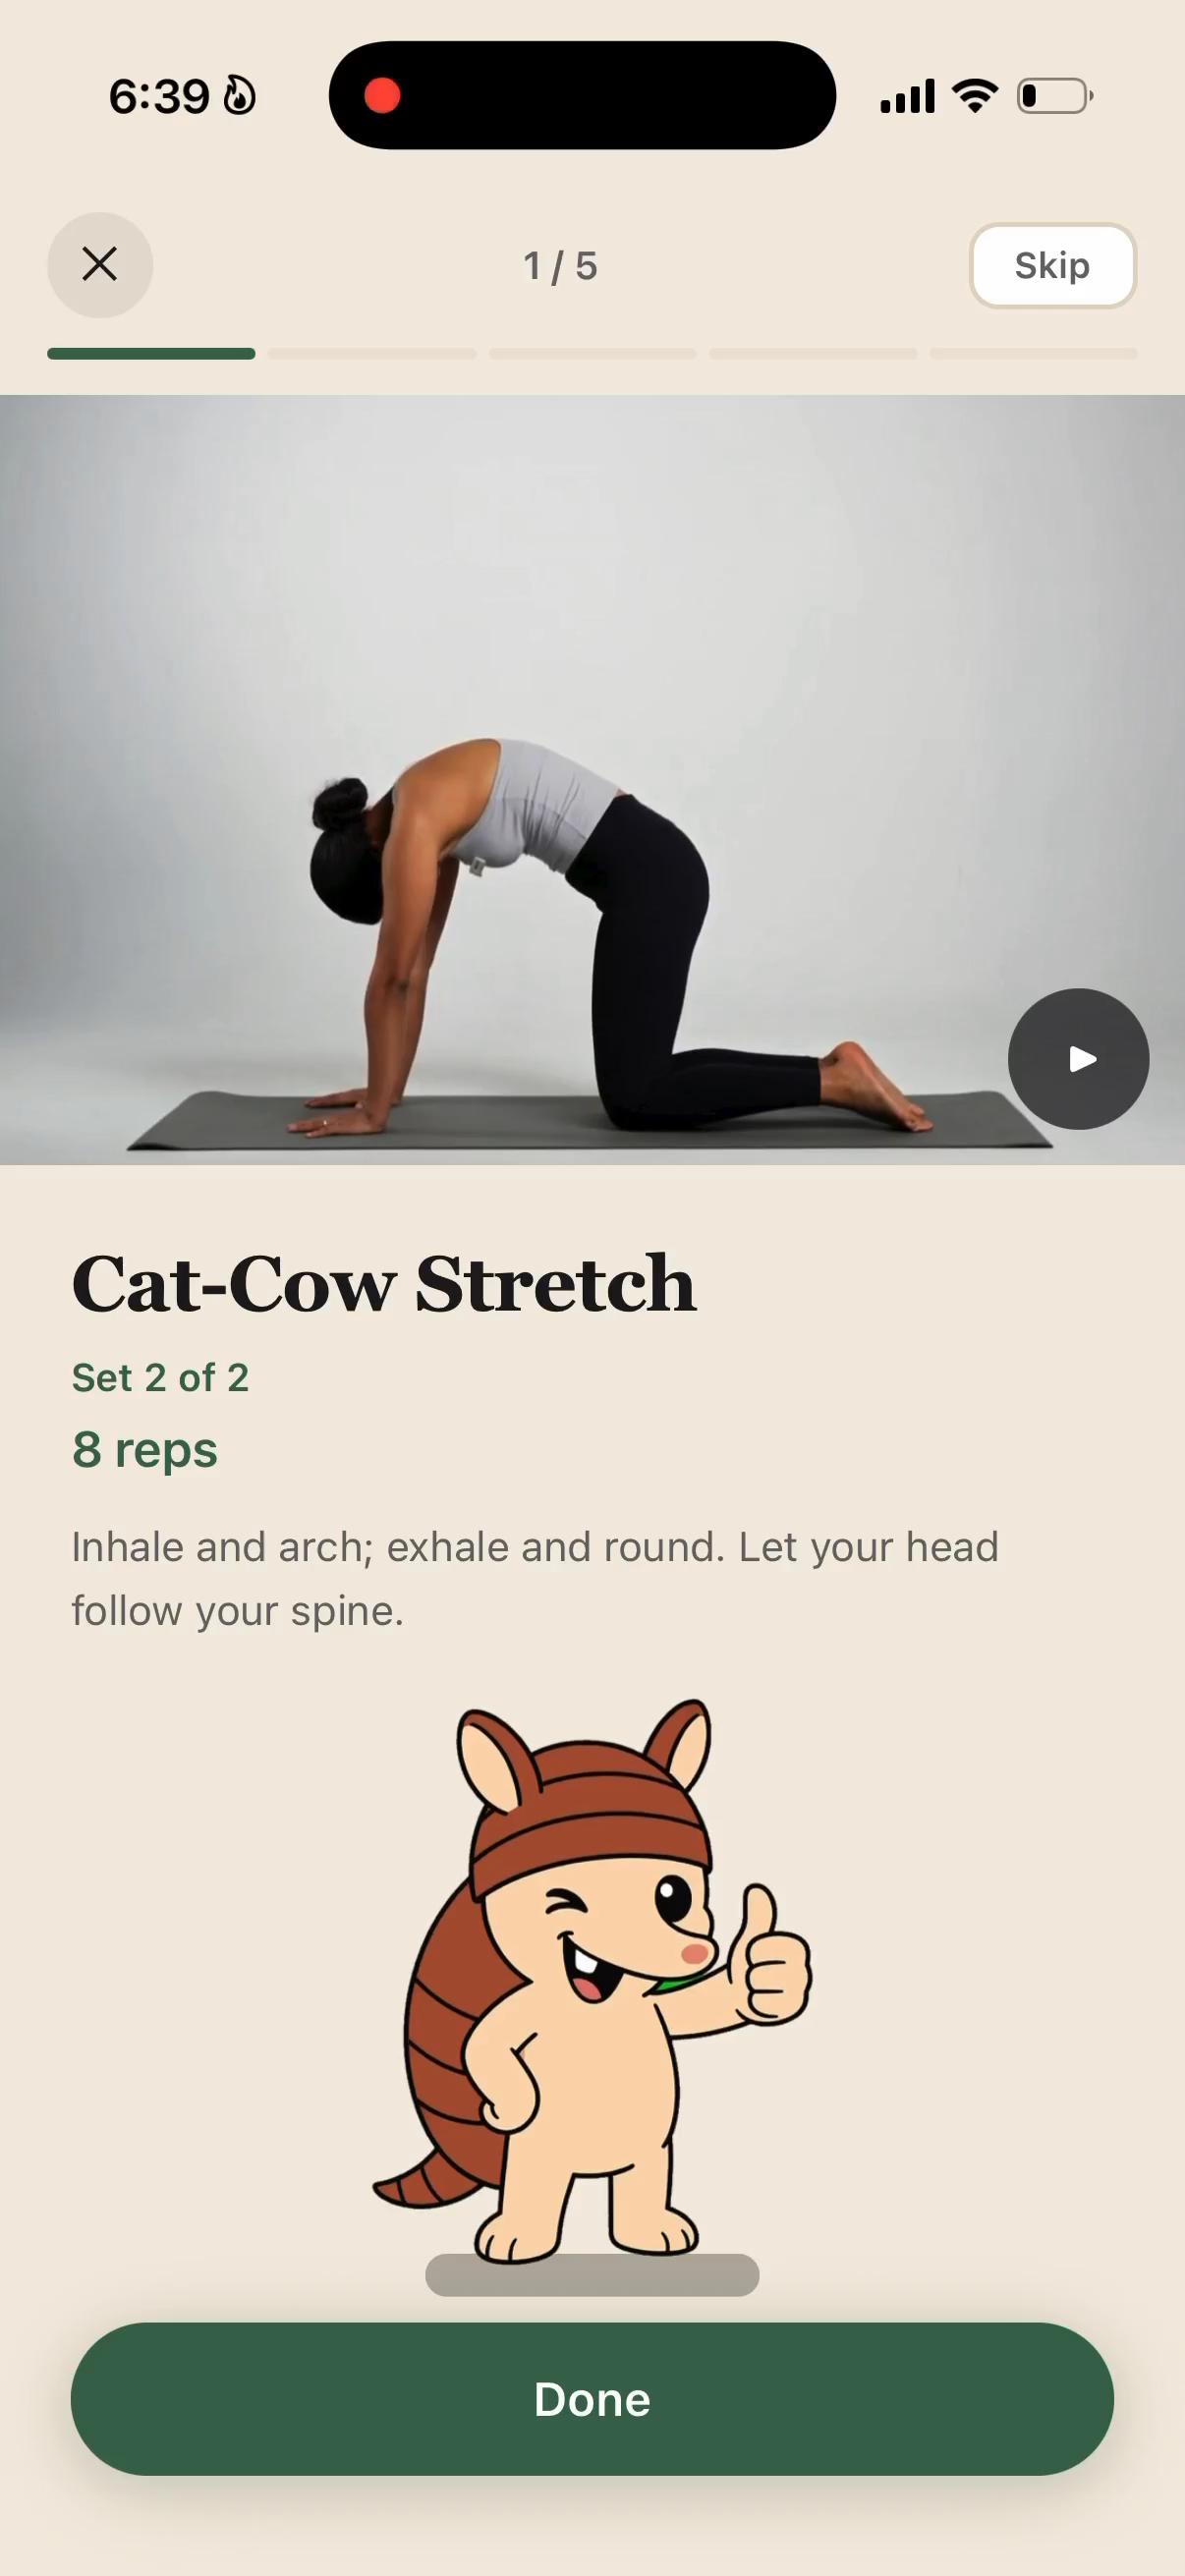 6:39
1 / 5
Skip
Cat-Cow Stretch
Set 2 of 2
8 reps
Inhale and arch; exhale and round. Let your head
follow your spine.
Done